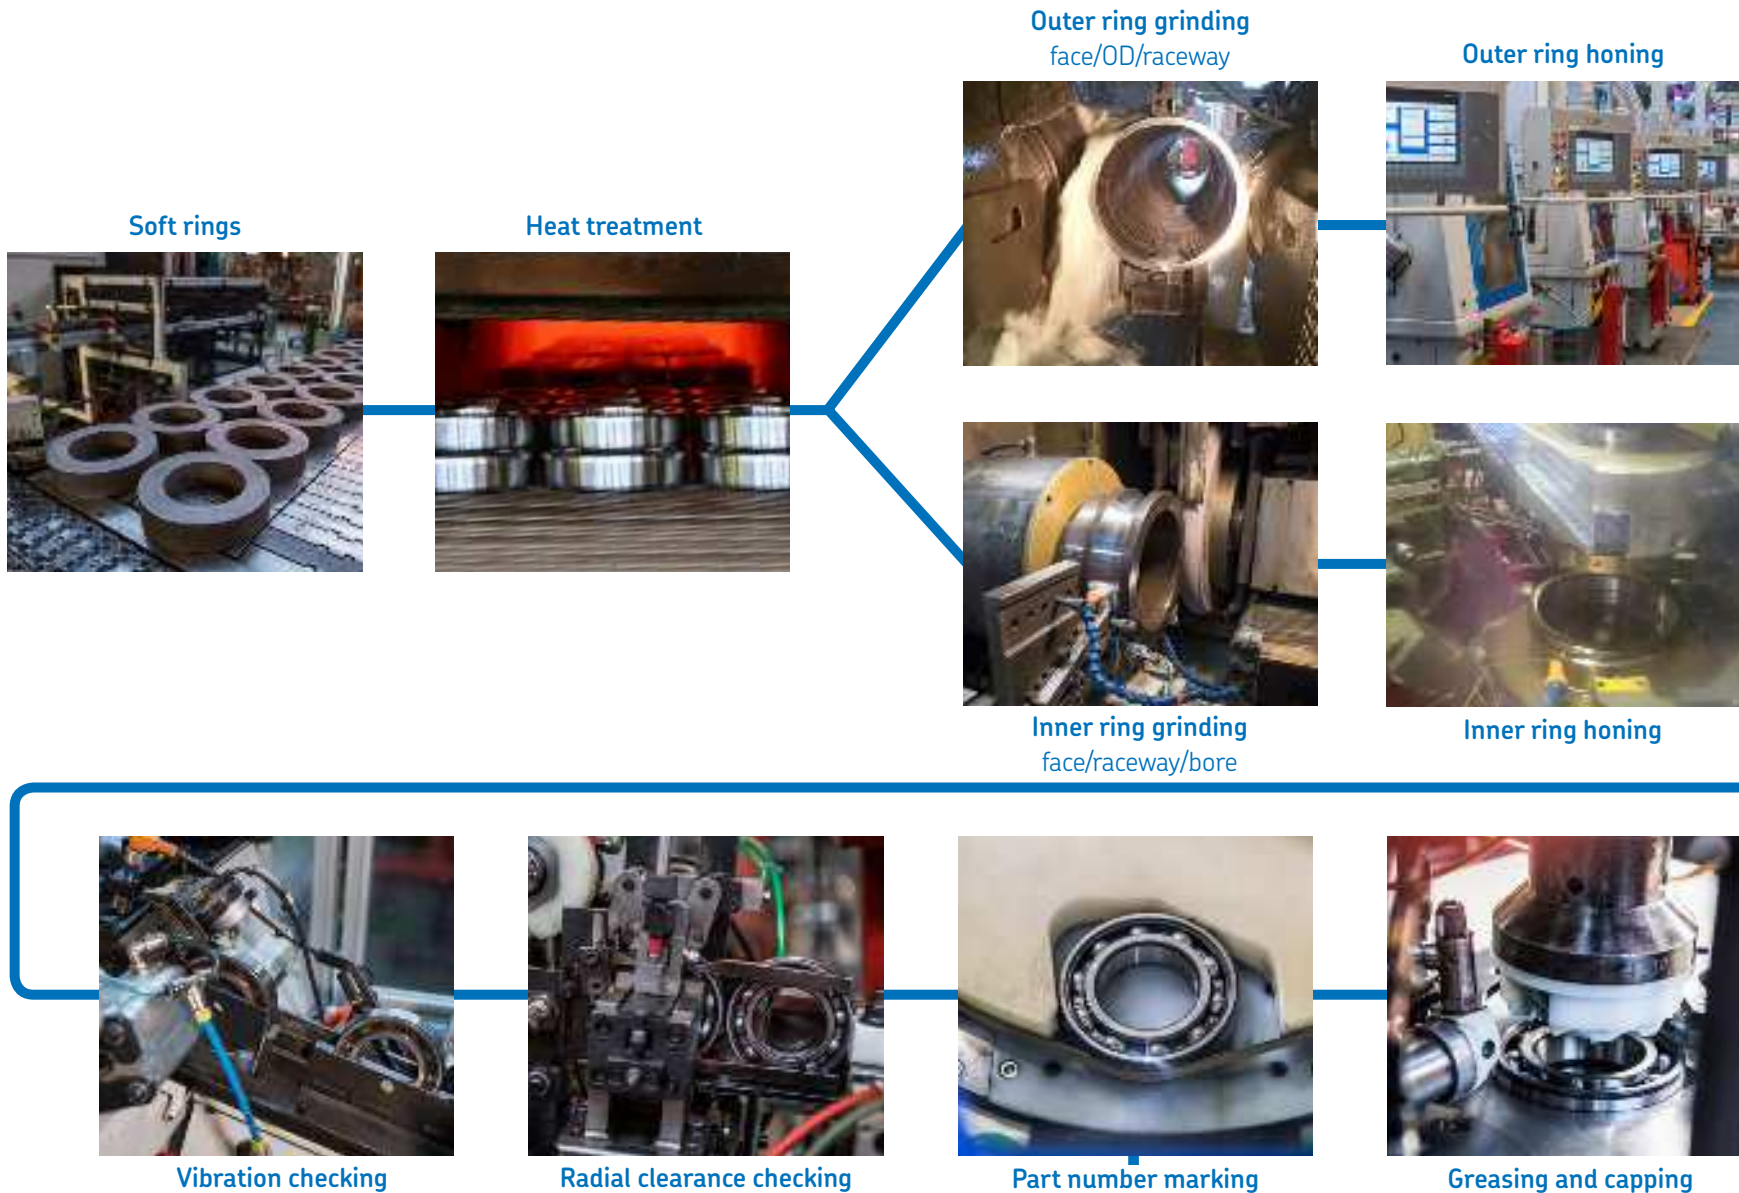 Outer ring grinding
face/OD/raceway
Outer ring honing
Soft rings
Heat treatment
Inner ring grinding
face/raceway/bore
Inner ring honing
Vibration checking
Radial clearance checking
Part number marking
Greasing and capping